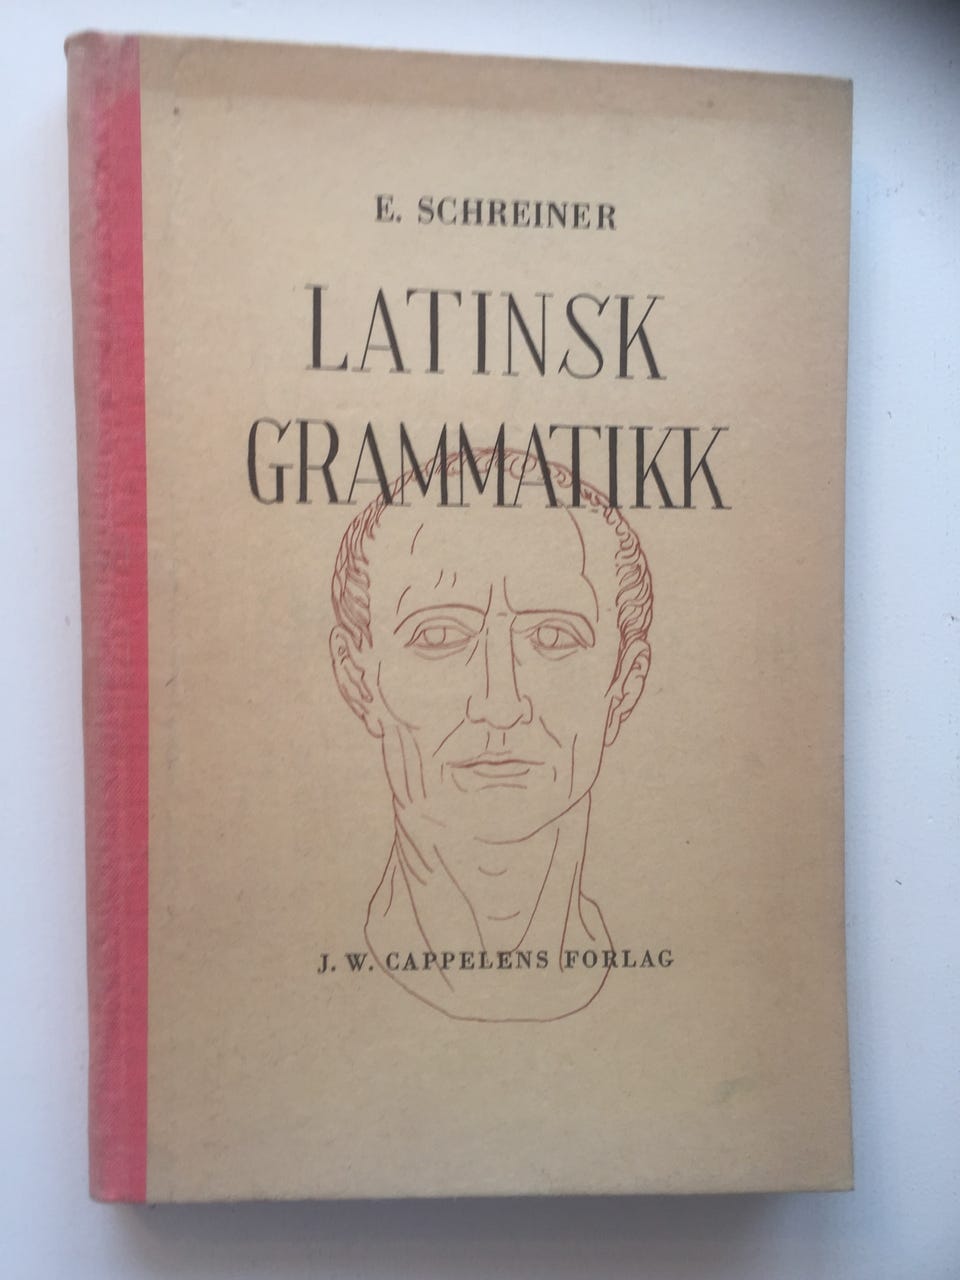 E. SCHREINER
LATINSK
GRAMMATIKK
J. W. CAPPELENS FORLAG